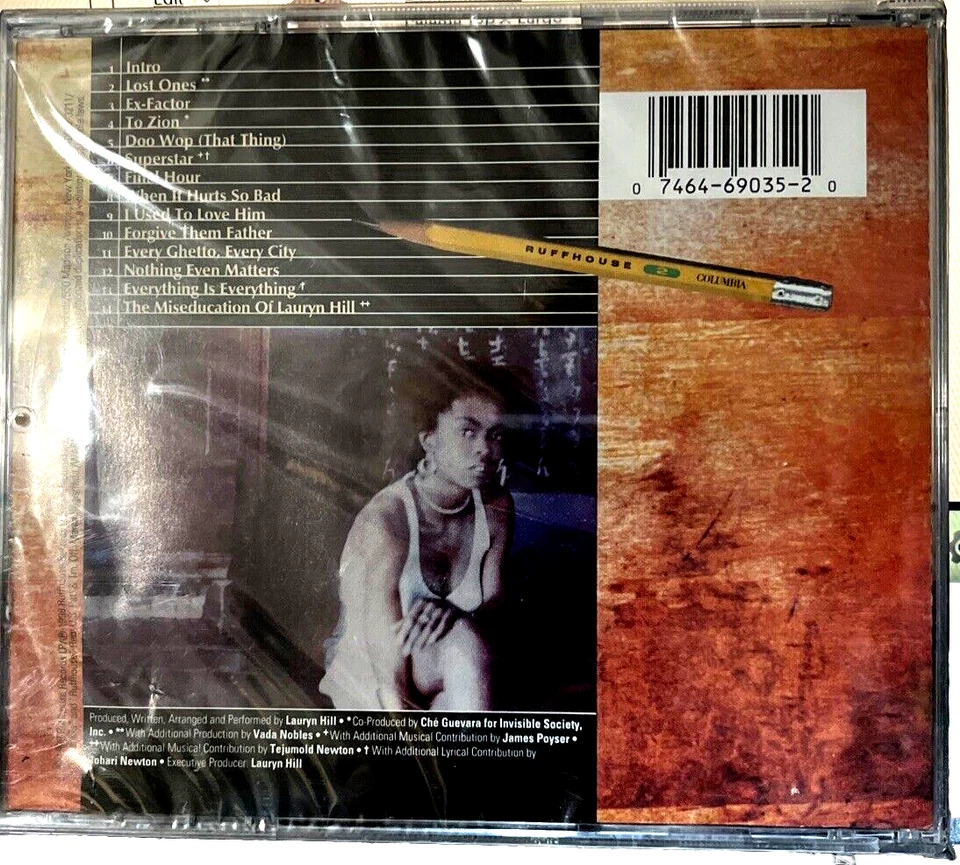 1 Intro
2 Lost Ones **
3 Ex-Factor
4 To Zion *
5 Doo Wop (That Thing)
Superstar +†
Final Hour
8 When It Hurts So Bad
9 I Used To Love Him
10 Forgive Them Father
11 Every Ghetto, Every City
12 Nothing Even Matters
13 Everything Is Everything †
14 The Miseducation Of Lauryn Hill ++
0 7464-69035-2 0
RUFFHOUSE 2 COLUMBIA
Produced, Written, Arranged and Performed by Lauryn Hill • *Co-Produced by Ché Guevara for Invisible Society,
Inc. • **With Additional Production by Vada Nobles • +With Additional Musical Contribution by James Poyser •
++With Additional Musical Contribution by Tejumold Newton • † With Additional Lyrical Contribution by
Johari Newton • Executive Producer: Lauryn Hill